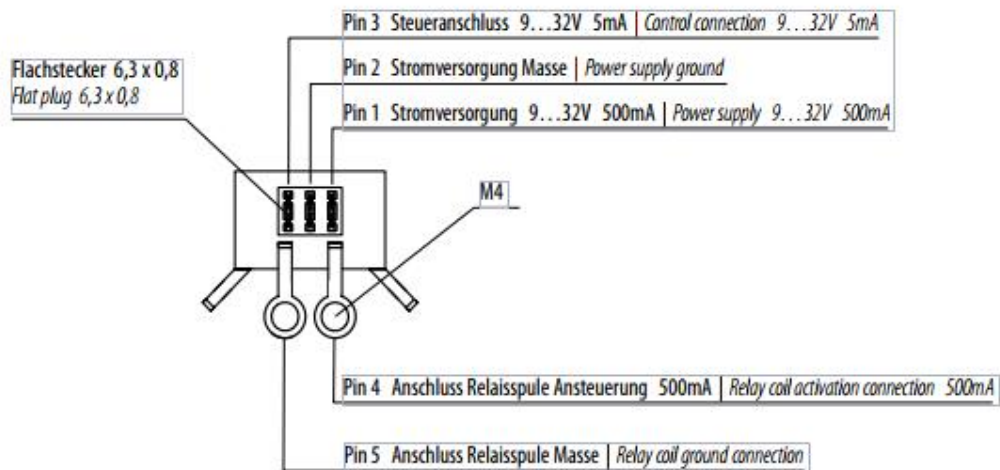 Pin 3 Steueranschluss 9...32V 5mA | Control connection 9...32V 5mA
Flachstecker 6,3 x 0,8
Flat plug 6,3 x 0,8
Pin 2 Stromversorgung Masse | Power supply ground
Pin 1 Stromversorgung 9...32V 500mA | Power supply 9...32V 500mA
M4
Pin 4 Anschluss Relaisspule Ansteuerung 500mA | Relay coil activation connection 500mA
Pin 5 Anschluss Relaisspule Masse | Relay coil ground connection